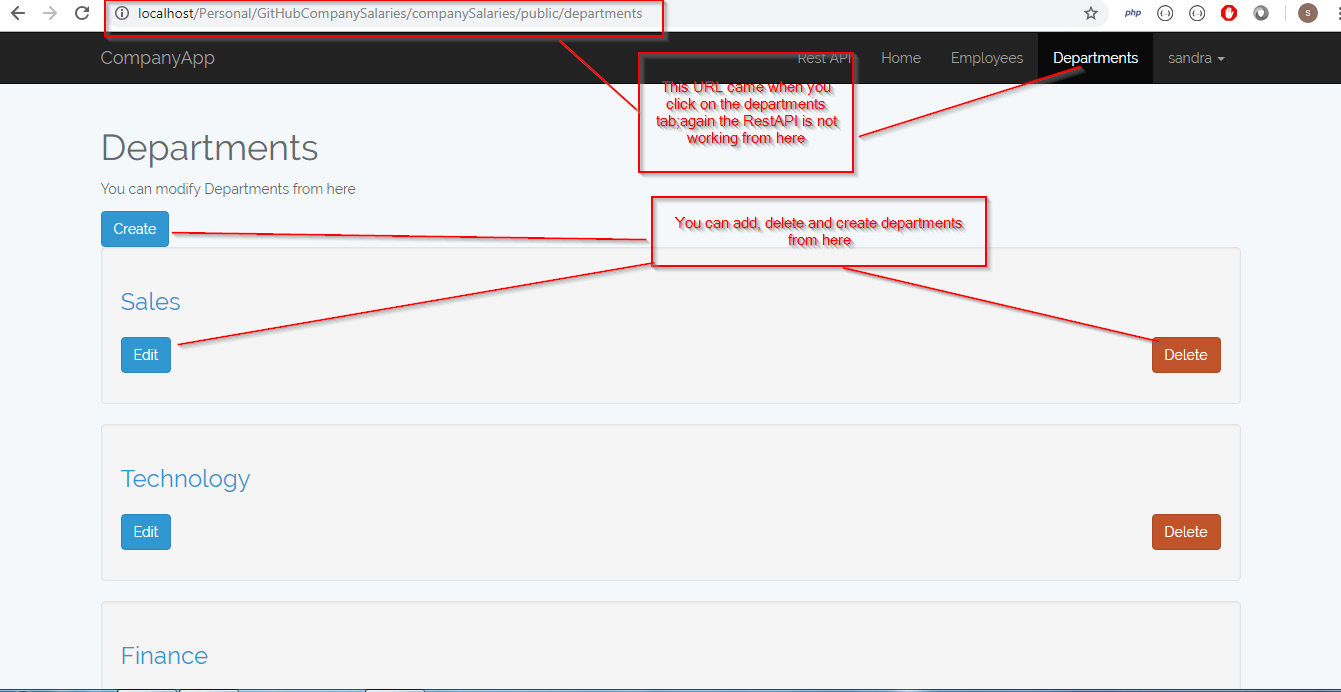 localhost/Personal/GitHubCompanySalaries/companySalaries/public/departments
php
s
CompanyApp
Rest API
Home
Employees
Departments
sandra
This URL came when you
click on the departments
tab;again the RestAPI is not
working from here
Departments
You can modify Departments from here
Create
You can add, delete and create departments
from here
Sales
Edit
Delete
Technology
Edit
Delete
Finance